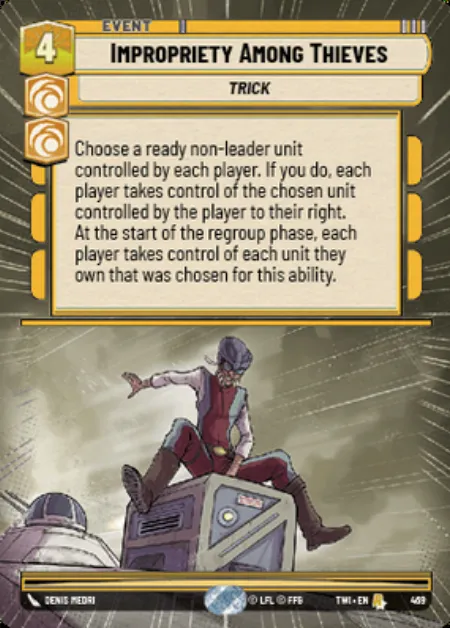 EVENT
4
IMPROPRIETY AMONG THIEVES
TRICK
Choose a ready non-leader unit
controlled by each player. If you do, each
player takes control of the chosen unit
controlled by the player to their right.
At the start of the regroup phase, each
player takes control of each unit they
own that was chosen for this ability.
DENIS MEDRI
© LFL © FFG
TWI • EN
469